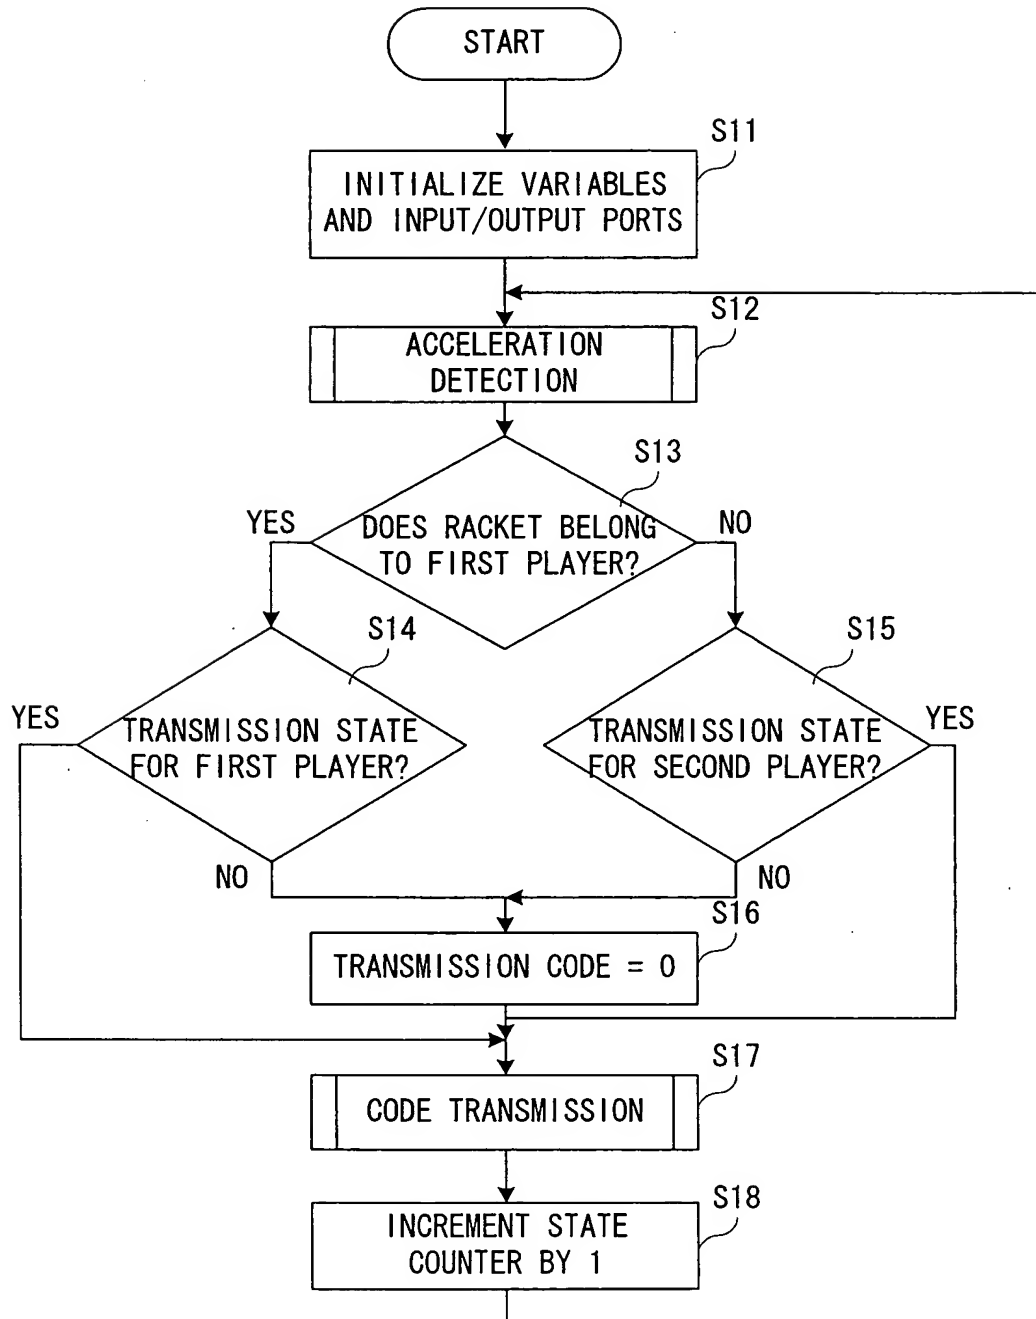 START
S11
INITIALIZE VARIABLES
AND INPUT/OUTPUT PORTS
S12
ACCELERATION
DETECTION
S13
YES
NO
DOES RACKET BELONG
TO FIRST PLAYER?
S14
S15
YES
YES
TRANSMISSION STATE
FOR FIRST PLAYER?
TRANSMISSION STATE
FOR SECOND PLAYER?
NO
NO
S16
TRANSMISSION CODE = 0
S17
CODE TRANSMISSION
S18
INCREMENT STATE
COUNTER BY 1